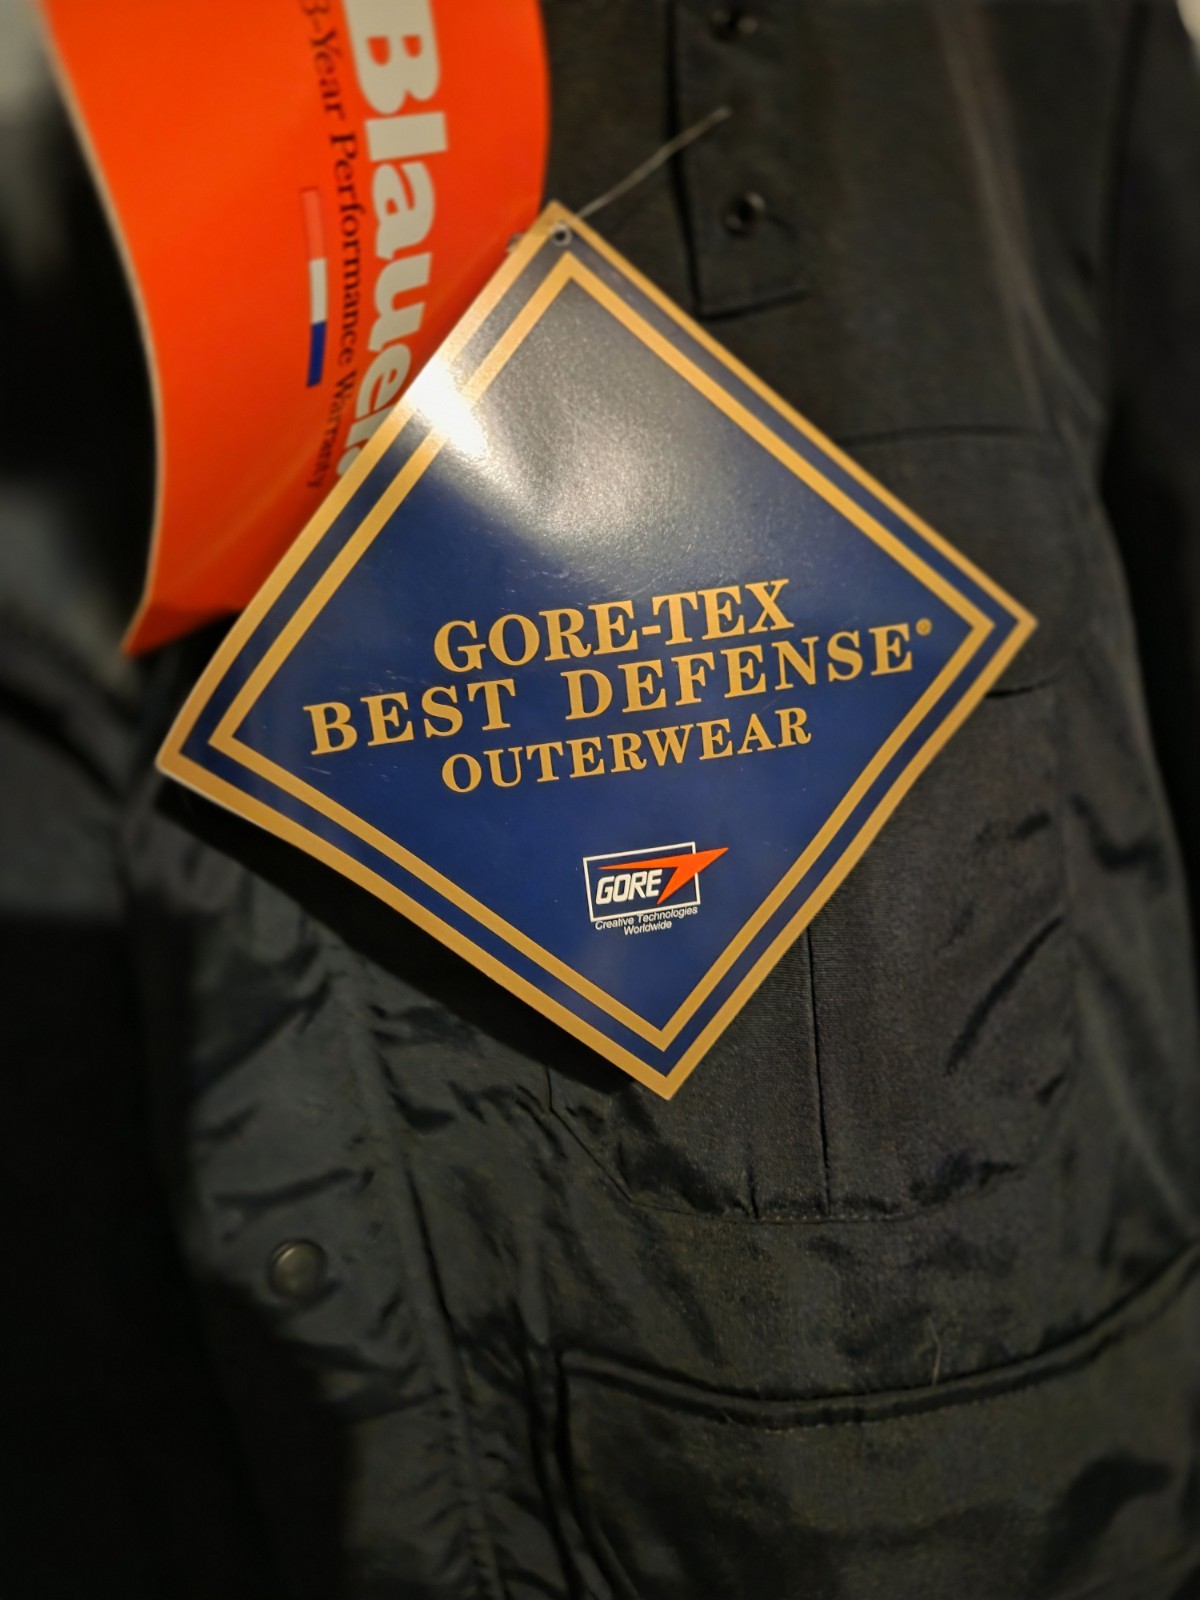 Blauer
3-Year Performance Warranty
GORE-TEX
BEST DEFENSE®
OUTERWEAR
GORE
Creative Technologies
Worldwide